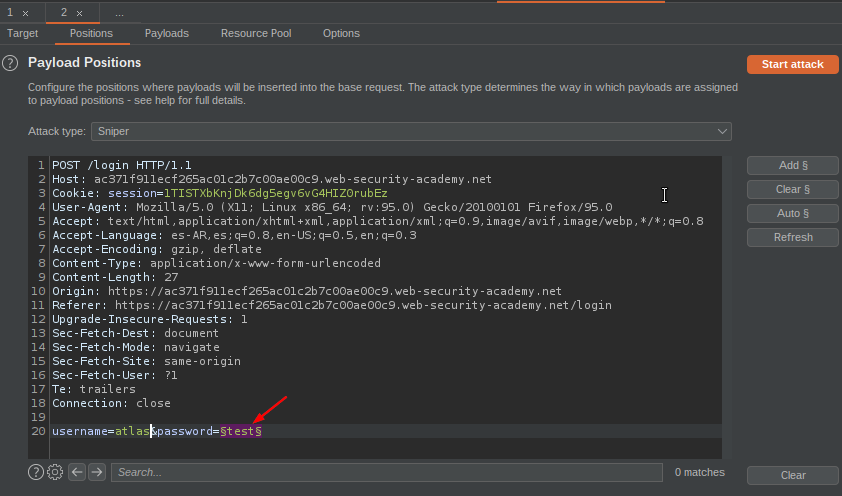 1 × 2 × ...
Target Positions Payloads Resource Pool Options
? Payload Positions Start attack
Configure the positions where payloads will be inserted into the base request. The attack type determines the way in which payloads are assigned
to payload positions - see help for full details.
Attack type: Sniper
1 POST /login HTTP/1.1
2 Host: ac371f911ecf265ac01c2b7c00ae00c9.web-security-academy.net
3 Cookie: session=1TISTXbKnjDk6dg5egv6vG4HIZ0rubEz
4 User-Agent: Mozilla/5.0 (X11; Linux x86_64; rv:95.0) Gecko/20100101 Firefox/95.0
5 Accept: text/html,application/xhtml+xml,application/xml;q=0.9,image/avif,image/webp,*/*;q=0.8
6 Accept-Language: es-AR,es;q=0.8,en-US;q=0.5,en;q=0.3
7 Accept-Encoding: gzip, deflate
8 Content-Type: application/x-www-form-urlencoded
9 Content-Length: 27
10 Origin: https://ac371f911ecf265ac01c2b7c00ae00c9.web-security-academy.net
11 Referer: https://ac371f911ecf265ac01c2b7c00ae00c9.web-security-academy.net/login
12 Upgrade-Insecure-Requests: 1
13 Sec-Fetch-Dest: document
14 Sec-Fetch-Mode: navigate
15 Sec-Fetch-Site: same-origin
16 Sec-Fetch-User: ?1
17 Te: trailers
18 Connection: close
19
20 username=atlas&password=§test§
Add §
Clear §
Auto §
Refresh
? Search... 0 matches Clear